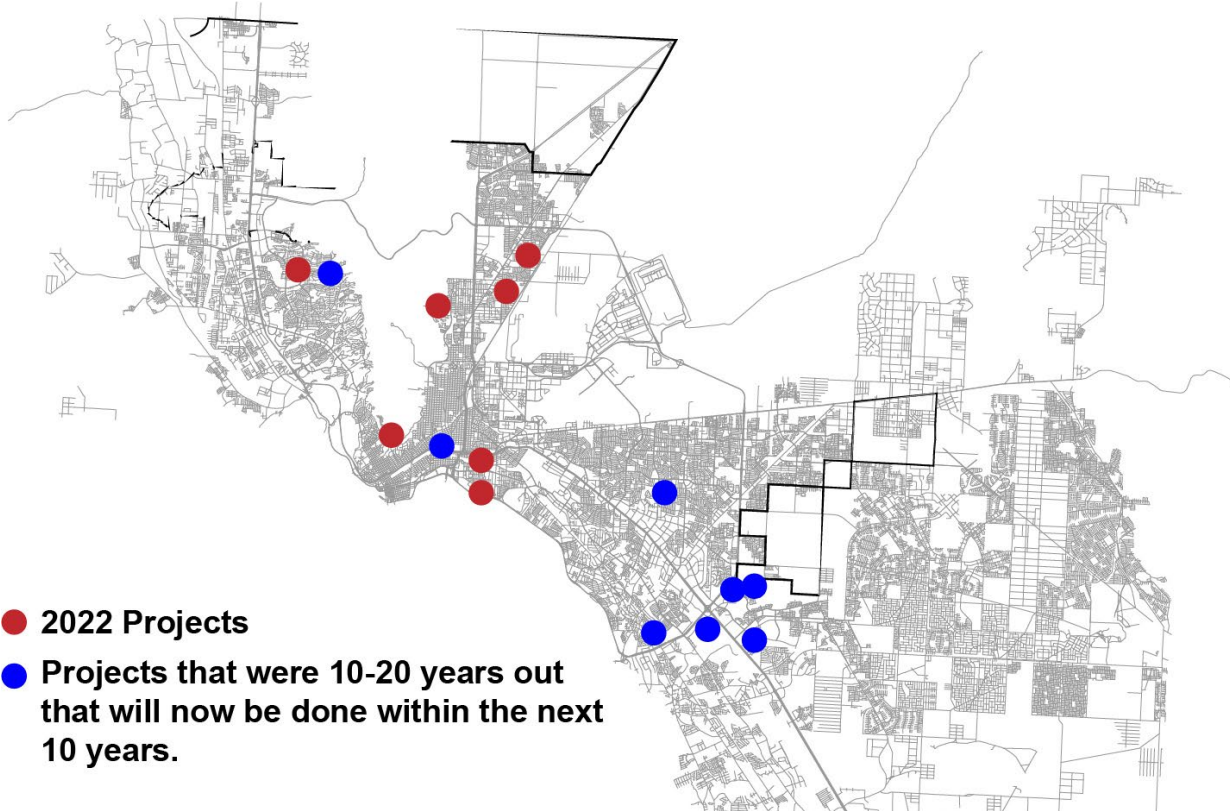 2022 Projects
Projects that were 10-20 years out
that will now be done within the next
10 years.